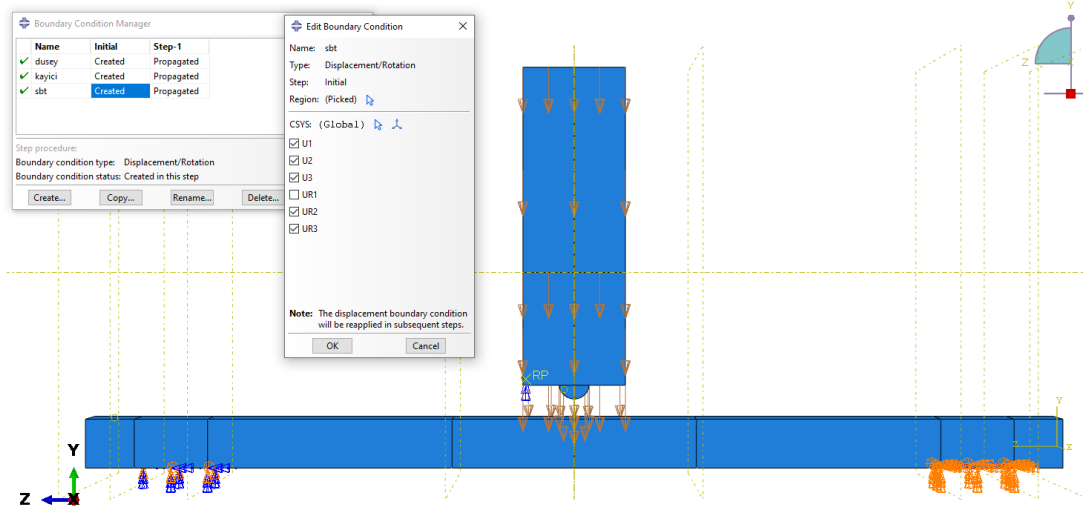 Boundary Condition Manager
Name Initial Step-1
dusey Created Propagated
kayici Created Propagated
sbt Created Propagated
Step procedure:
Boundary condition type: Displacement/Rotation
Boundary condition status: Created in this step
Create... Copy... Rename... Delete...
Edit Boundary Condition
Name: sbt
Type: Displacement/Rotation
Step: Initial
Region: (Picked)
CSYS: (Global)
U1
U2
U3
UR1
UR2
UR3
Note: The displacement boundary condition
will be reapplied in subsequent steps.
OK Cancel
Y
Z
RP
Y
Z
X
Y
Z X